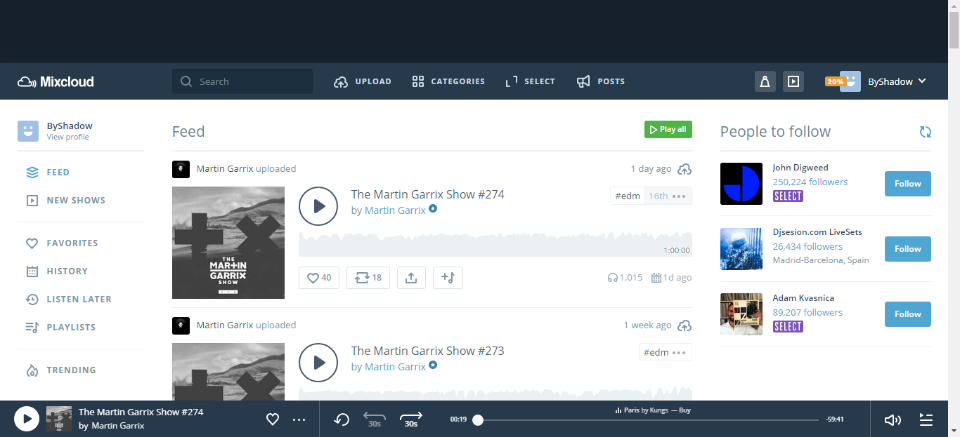 Mixcloud
Search
UPLOAD
CATEGORIES
SELECT
POSTS
20%
ByShadow
ByShadow
View profile
FEED
NEW SHOWS
FAVORITES
HISTORY
LISTEN LATER
PLAYLISTS
TRENDING
Feed
Play all
Martin Garrix uploaded
1 day ago
THE
MARTIN
GARRIX
SHOW
The Martin Garrix Show #274
by Martin Garrix
#edm
16th
1:00:00
40
18
1,015
1d ago
Martin Garrix uploaded
1 week ago
The Martin Garrix Show #273
by Martin Garrix
#edm
People to follow
John Digweed
250,224 followers
SELECT
Follow
Djsesion.com LiveSets
26,434 followers
Madrid-Barcelona, Spain
Follow
Adam Kvasnica
89,207 followers
SELECT
Follow
The Martin Garrix Show #274
by Martin Garrix
30s
30s
00:19
Paris by Kungs — Buy
-59:41